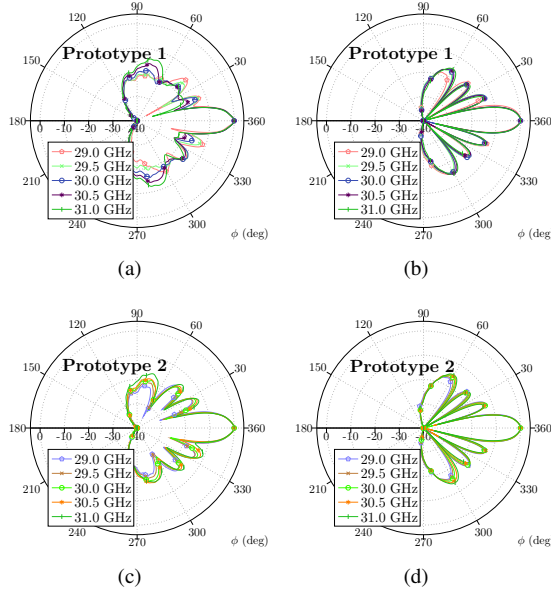 90
120
60
150
Prototype 1
30
180
0
-10
-20
-30
-40
360
29.0 GHz
29.5 GHz
30.0 GHz
30.5 GHz
31.0 GHz
210
330
240
300
270
φ (deg)
(a)
90
120
60
150
Prototype 1
30
180
0
-10
-20
-30
-40
360
29.0 GHz
29.5 GHz
30.0 GHz
30.5 GHz
31.0 GHz
210
330
240
300
270
φ (deg)
(b)
90
120
60
150
Prototype 2
30
180
0
-10
-20
-30
-40
360
29.0 GHz
29.5 GHz
30.0 GHz
30.5 GHz
31.0 GHz
210
330
240
300
270
φ (deg)
(c)
90
120
60
150
Prototype 2
30
180
0
-10
-20
-30
-40
360
29.0 GHz
29.5 GHz
30.0 GHz
30.5 GHz
31.0 GHz
210
330
240
300
270
φ (deg)
(d)